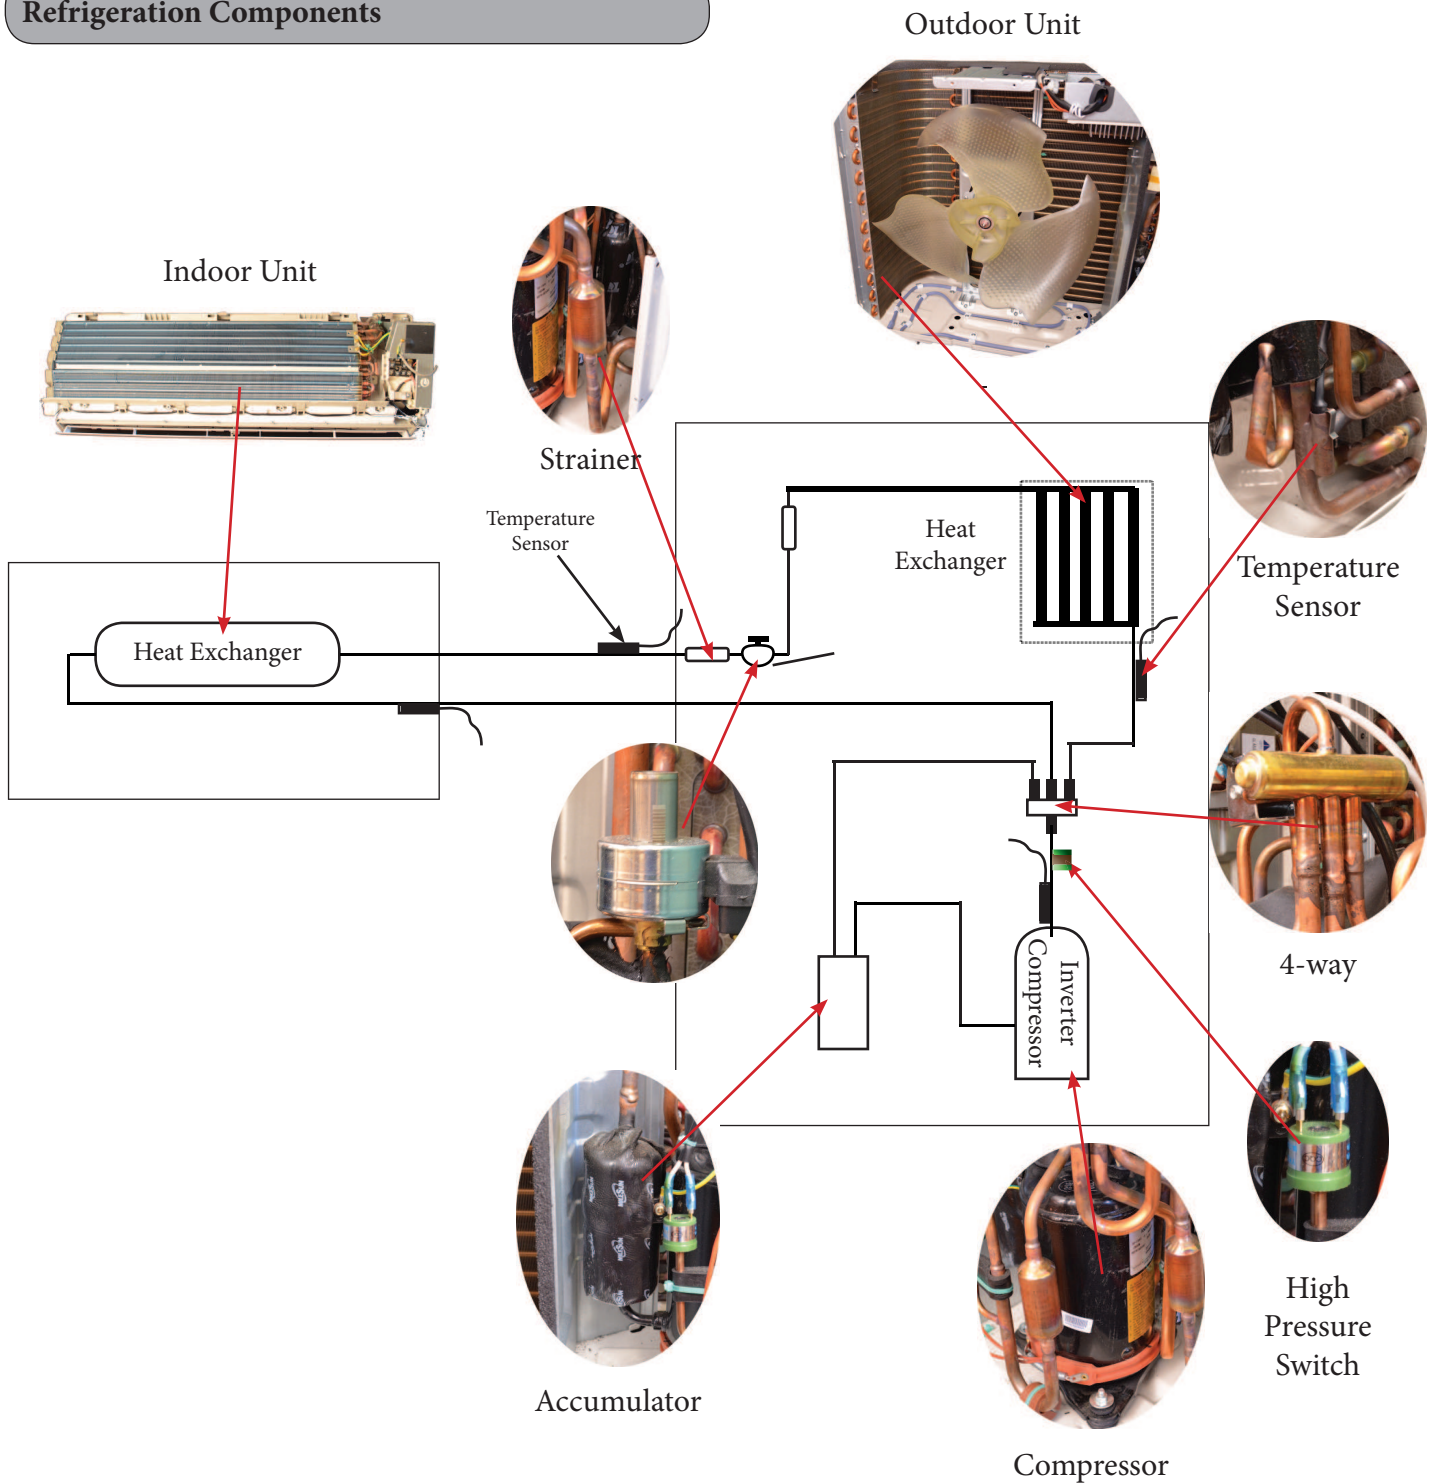 Refrigeration Components
Outdoor Unit
Indoor Unit
Strainer
Temperature
Sensor
Heat
Exchanger
Temperature
Sensor
Heat Exchanger
4-way
Inverter
Compressor
High
Pressure
Switch
Accumulator
Compressor